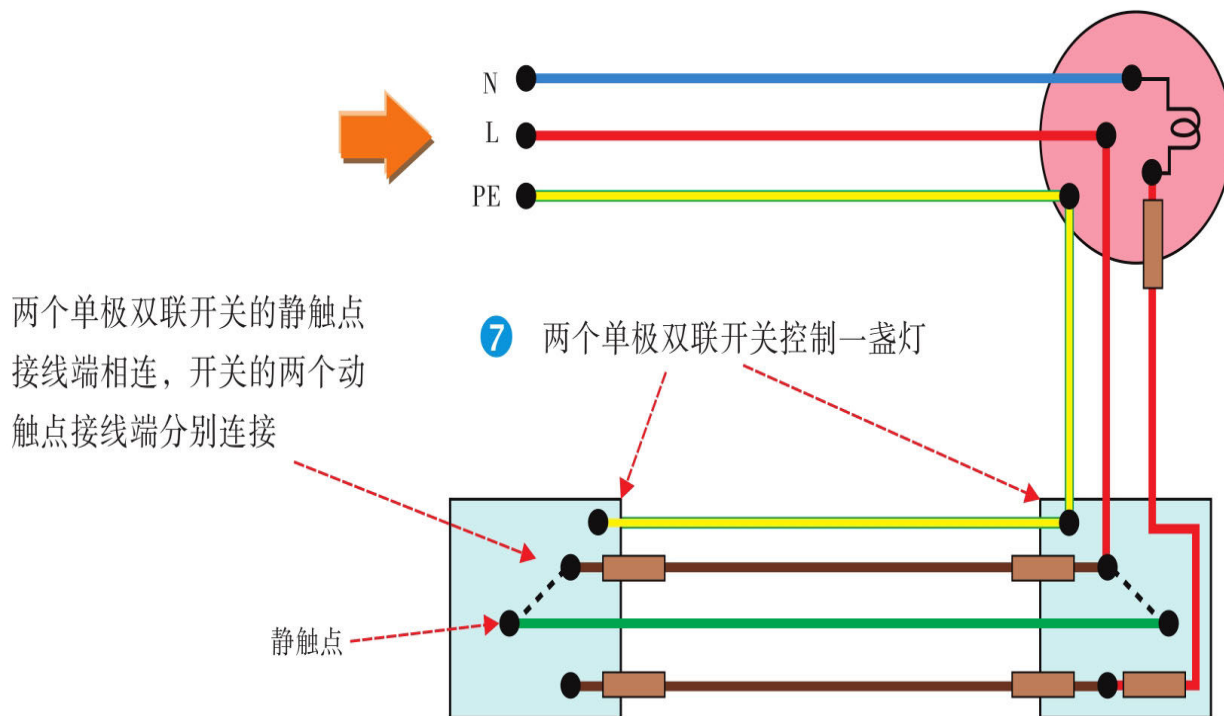 N
L
PE
两个单极双联开关的静触点
接线端相连，开关的两个动
触点接线端分别连接
7 两个单极双联开关控制一盏灯
静触点